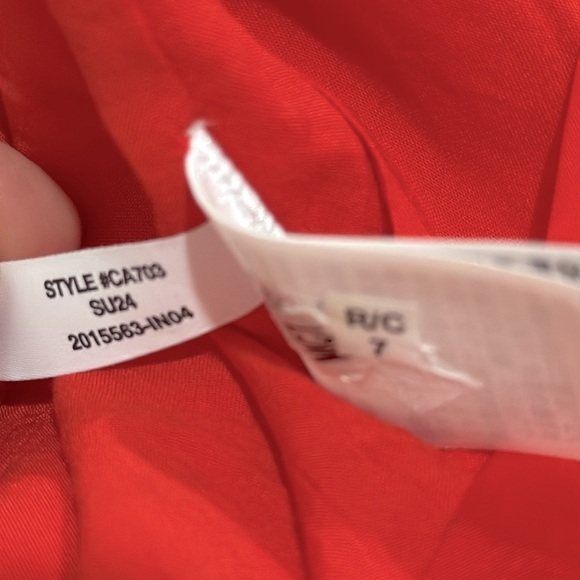 STYLE #CA703
SU24
2015563-IN04
R/C
7